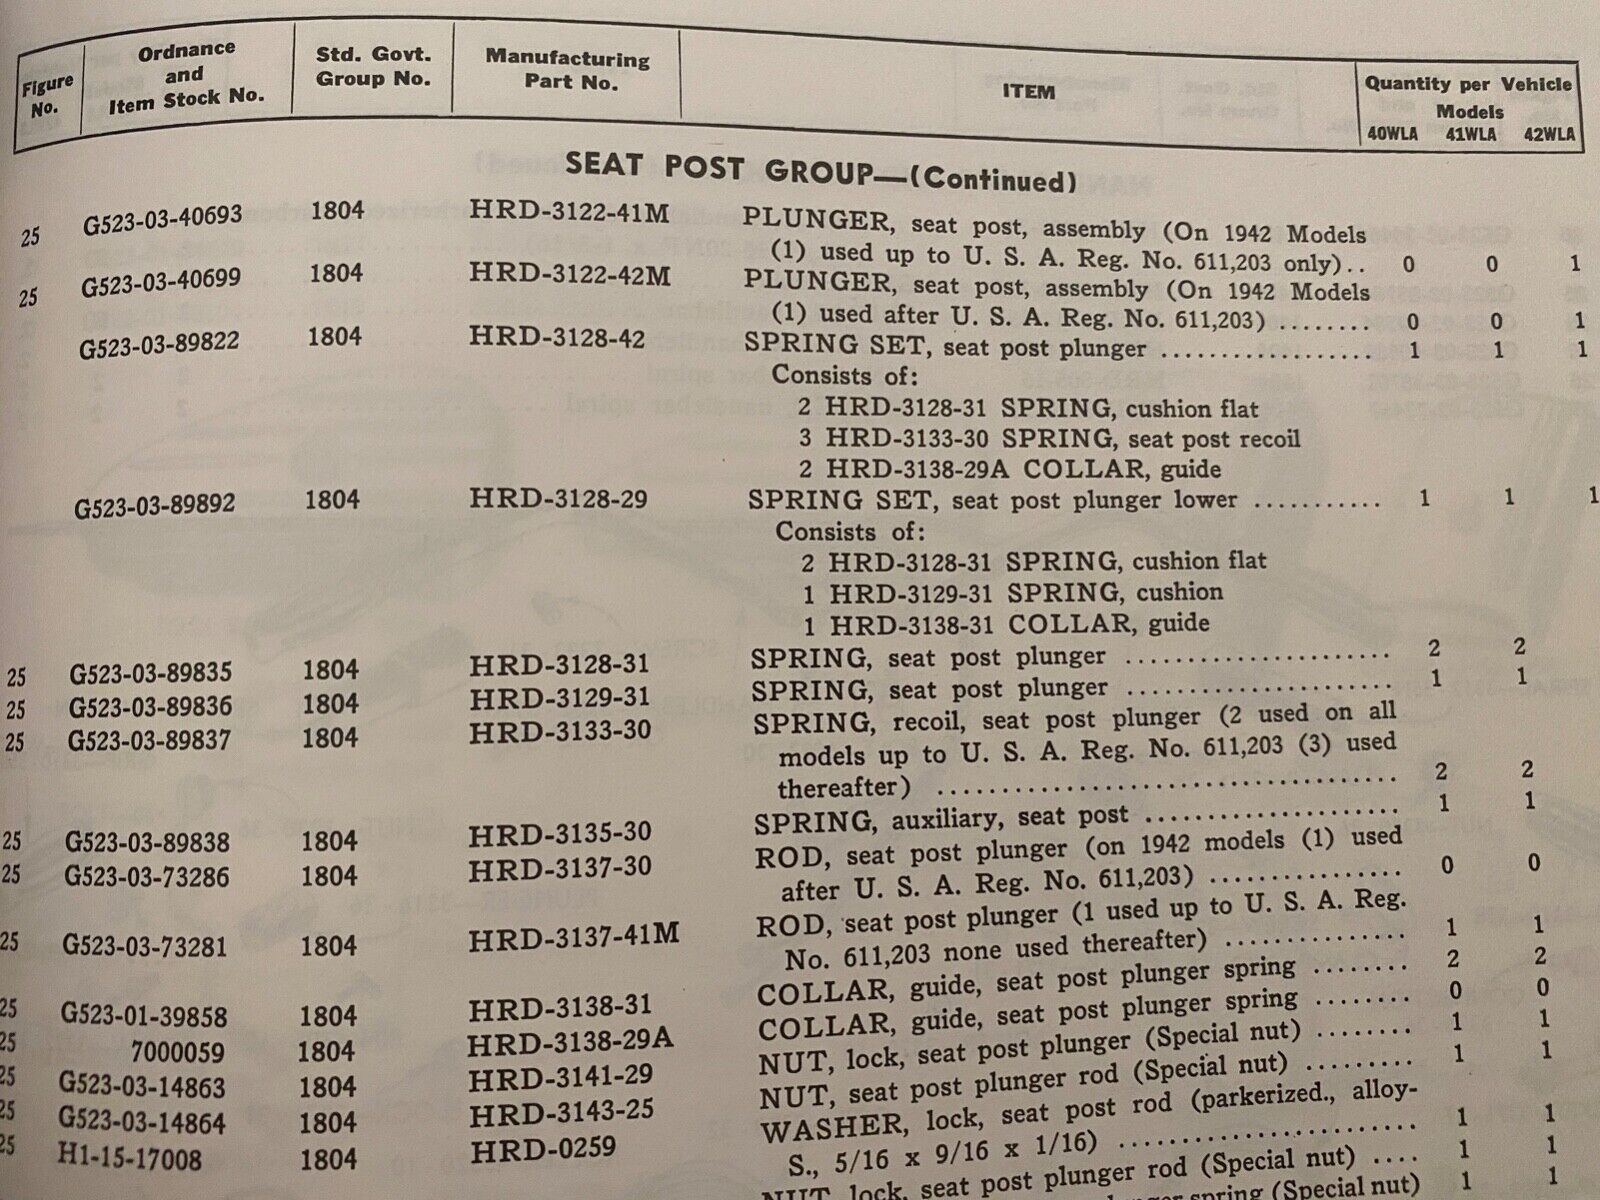 Figure No. Ordnance and Item Stock No. Std. Govt. Group No. Manufacturing Part No. ITEM Quantity per Vehicle Models 40WLA 41WLA 42WLA
SEAT POST GROUP—(Continued)
25 G523-03-40693 1804 HRD-3122-41M PLUNGER, seat post, assembly (On 1942 Models
(1) used up to U. S. A. Reg. No. 611,203 only).. 0 0 1
25 G523-03-40699 1804 HRD-3122-42M PLUNGER, seat post, assembly (On 1942 Models
(1) used after U. S. A. Reg. No. 611,203) ........ 0 0 1
G523-03-89822 1804 HRD-3128-42 SPRING SET, seat post plunger .................. 1 1 1
Consists of:
2 HRD-3128-31 SPRING, cushion flat
3 HRD-3133-30 SPRING, seat post recoil
2 HRD-3138-29A COLLAR, guide
G523-03-89892 1804 HRD-3128-29 SPRING SET, seat post plunger lower ........... 1 1 1
Consists of:
2 HRD-3128-31 SPRING, cushion flat
1 HRD-3129-31 SPRING, cushion
1 HRD-3138-31 COLLAR, guide
25 G523-03-89835 1804 HRD-3128-31 SPRING, seat post plunger ...................... 2 2
25 G523-03-89836 1804 HRD-3129-31 SPRING, seat post plunger ...................... 1 1
25 G523-03-89837 1804 HRD-3133-30 SPRING, recoil, seat post plunger (2 used on all
models up to U. S. A. Reg. No. 611,203 (3) used
thereafter) ...................................... 2 2
25 G523-03-89838 1804 HRD-3135-30 SPRING, auxiliary, seat post .................... 1 1
25 G523-03-73286 1804 HRD-3137-30 ROD, seat post plunger (on 1942 models (1) used
after U. S. A. Reg. No. 611,203) ................ 0 0
25 G523-03-73281 1804 HRD-3137-41M ROD, seat post plunger (1 used up to U. S. A. Reg.
No. 611,203 none used thereafter) ............... 1 1
25 G523-01-39858 1804 HRD-3138-31 COLLAR, guide, seat post plunger spring ........ 2 2
25 7000059 1804 HRD-3138-29A COLLAR, guide, seat post plunger spring ........ 0 0
25 G523-03-14863 1804 HRD-3141-29 NUT, lock, seat post plunger (Special nut) ........ 1 1
25 G523-03-14864 1804 HRD-3143-25 NUT, seat post plunger rod (Special nut) ......... 1 1
25 H1-15-17008 1804 HRD-0259 WASHER, lock, seat post rod (parkerized., alloy-
S., 5/16 x 9/16 x 1/16) ......................... 1 1
NUT, lock, seat post plunger rod (Special nut) .... 1 1
spring (Special nut) 1 1